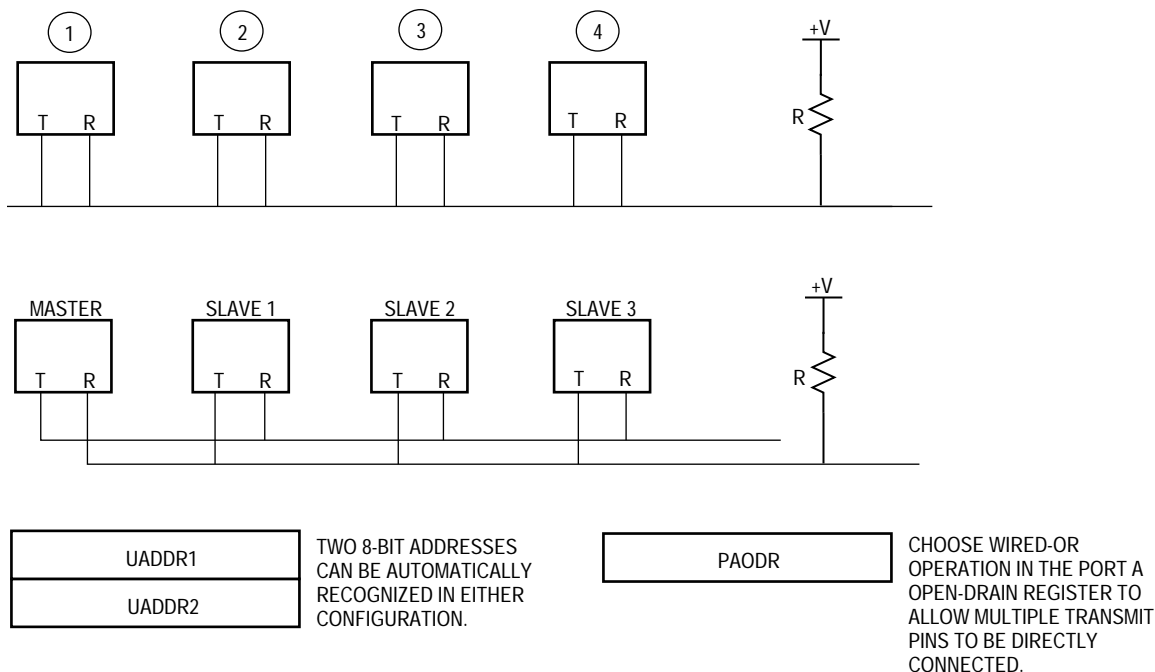 1 2 3 4
+V
T R T R T R T R
R
+V
MASTER SLAVE 1 SLAVE 2 SLAVE 3
T R T R T R T R
R
UADDR1
UADDR2
TWO 8-BIT ADDRESSES
CAN BE AUTOMATICALLY
RECOGNIZED IN EITHER
CONFIGURATION.
PAODR
CHOOSE WIRED-OR
OPERATION IN THE PORT A
OPEN-DRAIN REGISTER TO
ALLOW MULTIPLE TRANSMIT
PINS TO BE DIRECTLY
CONNECTED.